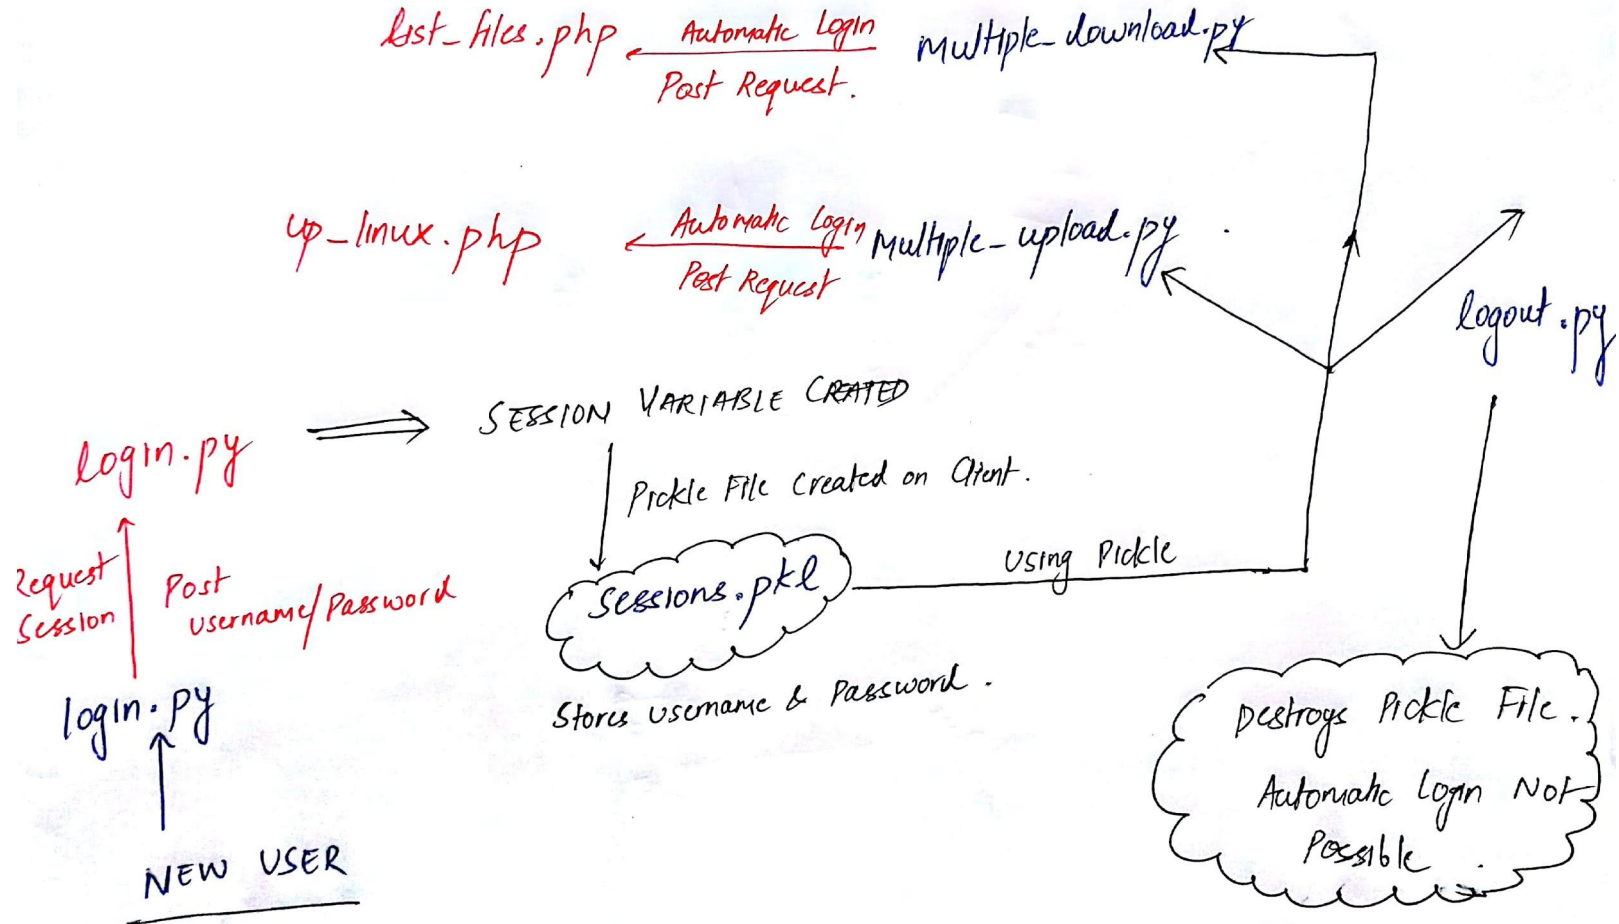 list_files.php
Automatic Login
Post Request.
multiple_download.py
up_linux.php
Automatic Login
Post Request
Multiple_upload.py
logout.py
login.py
SESSION VARIABLE CREATED
Pickle File Created on Client.
Request
Session
Post
username/Password
sessions.pkl
Using Pickle
Stores Username & Password.
login.py
NEW USER
Destroys Pickle File.
Automatic Login Not
Possible.